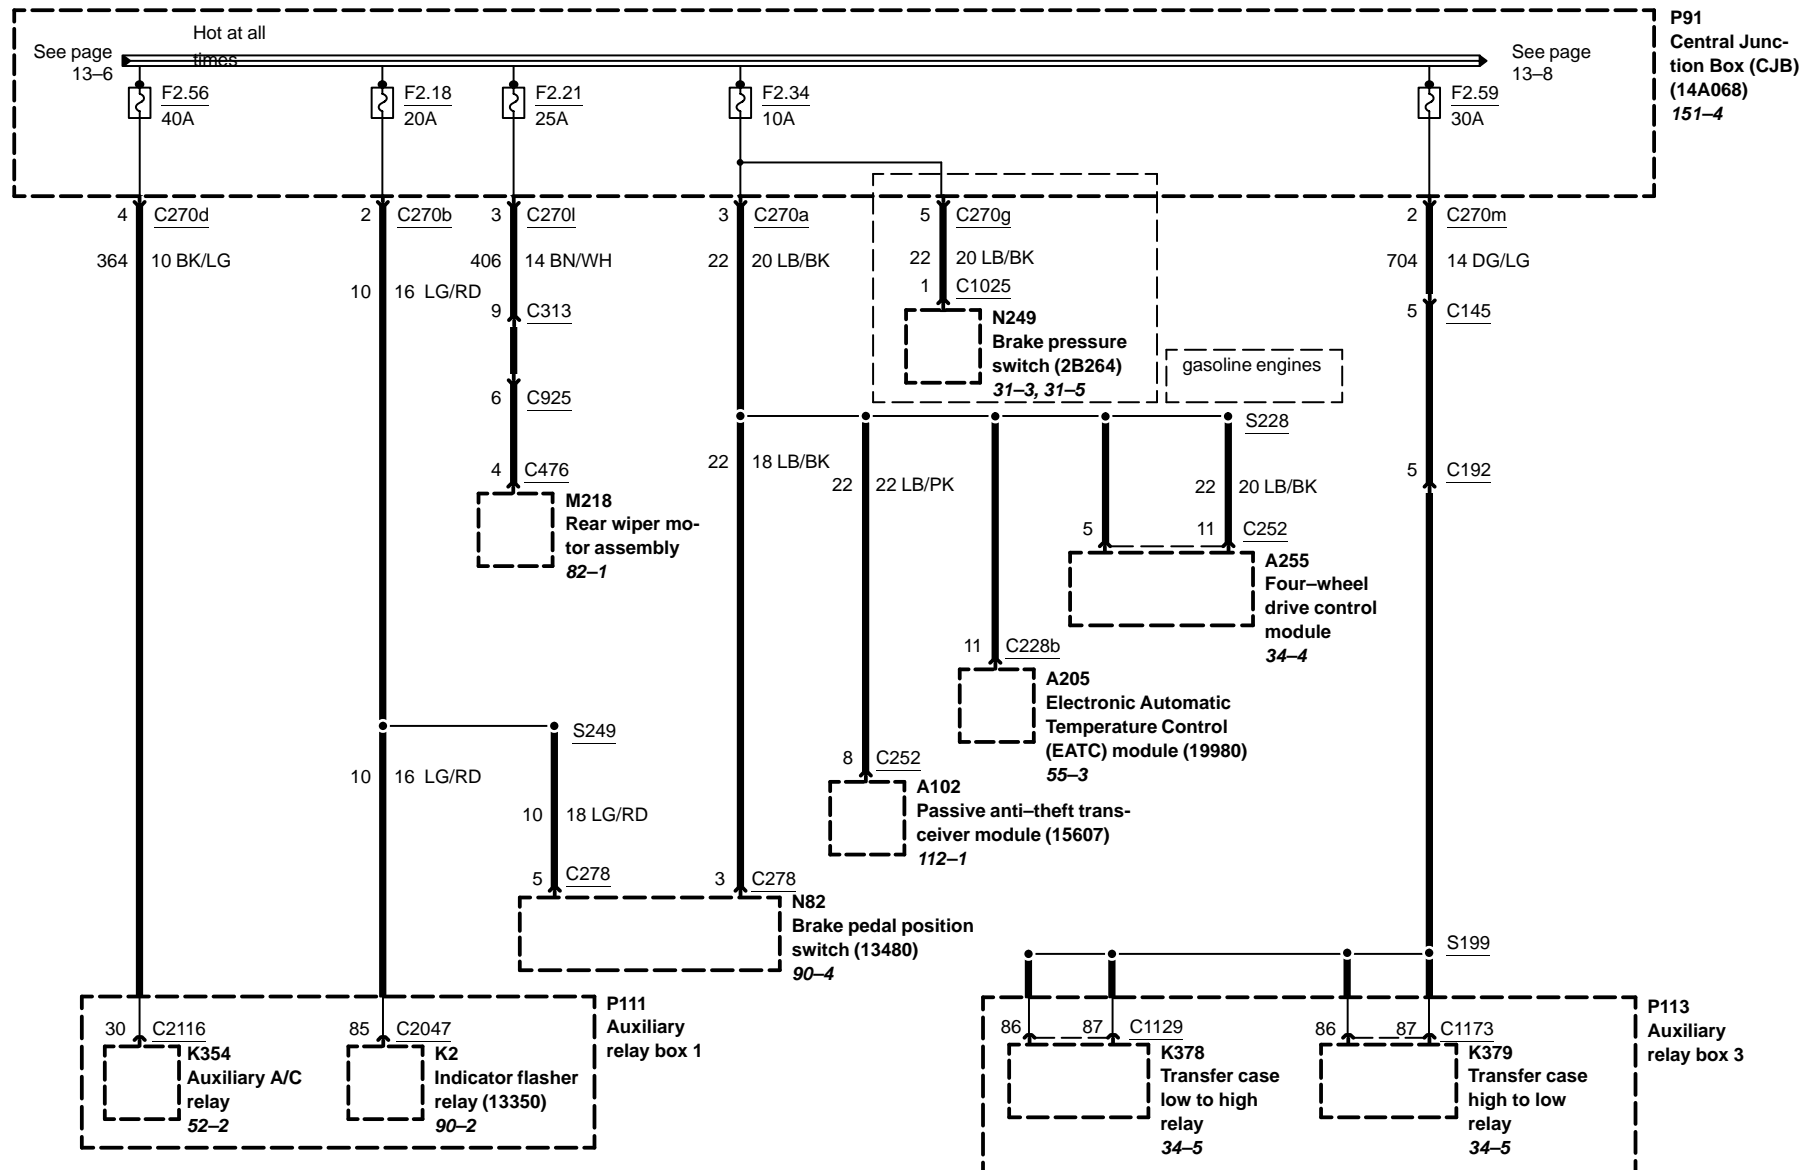 Hot at all
times
See page
13–6
See page
13–8
P91
Central Junc-
tion Box (CJB)
(14A068)
151–4
F2.56
40A
F2.18
20A
F2.21
25A
F2.34
10A
F2.59
30A
4 C270d
2 C270b
3 C270l
3 C270a
5 C270g
2 C270m
364 10 BK/LG
10 16 LG/RD
406 14 BN/WH
22 20 LB/BK
22 20 LB/BK
704 14 DG/LG
1 C1025
9 C313
5 C145
N249
Brake pressure
switch (2B264)
31–3, 31–5
gasoline engines
6 C925
S228
4 C476
22 18 LB/BK
22 22 LB/PK
22 20 LB/BK
5 C192
M218
Rear wiper mo-
tor assembly
82–1
5
11 C252
A255
Four–wheel
drive control
module
34–4
11 C228b
A205
Electronic Automatic
Temperature Control
(EATC) module (19980)
55–3
S249
8 C252
A102
Passive anti–theft trans-
ceiver module (15607)
112–1
10 16 LG/RD
10 18 LG/RD
5 C278
3 C278
N82
Brake pedal position
switch (13480)
90–4
S199
P111
Auxiliary
relay box 1
30 C2116
K354
Auxiliary A/C
relay
52–2
85 C2047
K2
Indicator flasher
relay (13350)
90–2
86
87 C1129
K378
Transfer case
low to high
relay
34–5
86
87 C1173
K379
Transfer case
high to low
relay
34–5
P113
Auxiliary
relay box 3